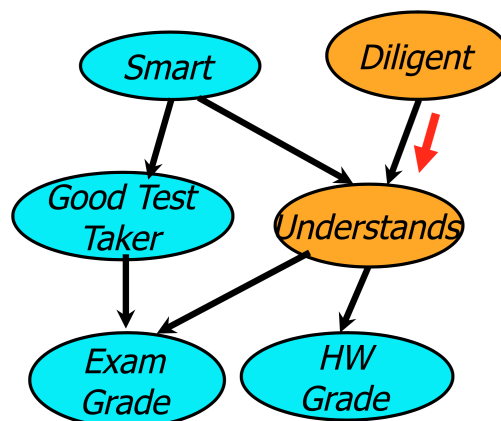 Smart
Diligent
Good Test
Taker
Understands
Exam
Grade
HW
Grade